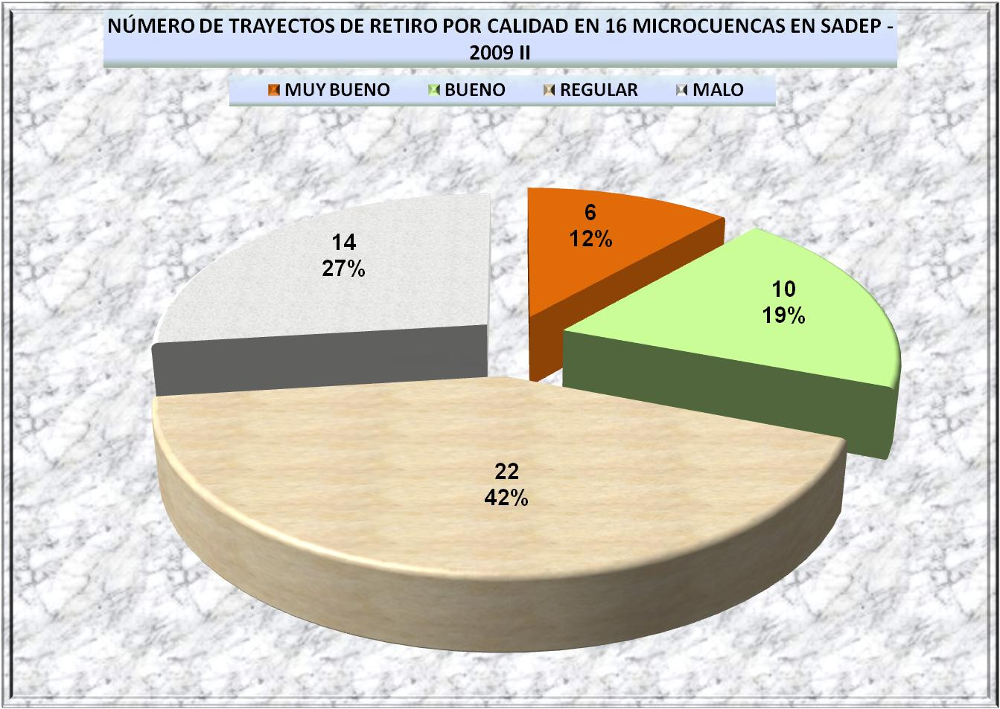 NÚMERO DE TRAYECTOS DE RETIRO POR CALIDAD EN 16 MICROCUENCAS EN SADEP -
2009 II
MUY BUENO BUENO REGULAR MALO
6
12%
14
27%
10
19%
22
42%